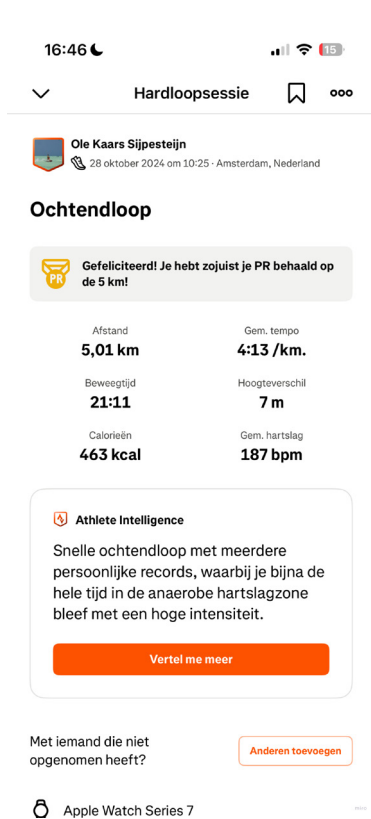 16:46
15
Hardloopsessie
Ole Kaars Sijpesteijn
28 oktober 2024 om 10:25 · Amsterdam, Nederland
Ochtendloop
PR
Gefeliciteerd! Je hebt zojuist je PR behaald op
de 5 km!
Afstand
Gem. tempo
5,01 km
4:13 /km.
Beweegtijd
Hoogteverschil
21:11
7 m
Calorieën
Gem. hartslag
463 kcal
187 bpm
Athlete Intelligence
Snelle ochtendloop met meerdere
persoonlijke records, waarbij je bijna de
hele tijd in de anaerobe hartslagzone
bleef met een hoge intensiteit.
Vertel me meer
Met iemand die niet
opgenomen heeft?
Anderen toevoegen
Apple Watch Series 7